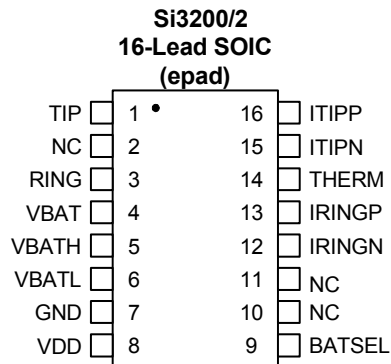 Si3200/2
16-Lead SOIC
(epad)
TIP 1 16 ITIPP
NC 2 15 ITIPN
RING 3 14 THERM
VBAT 4 13 IRINGP
VBATH 5 12 IRINGN
VBATL 6 11 NC
GND 7 10 NC
VDD 8 9 BATSEL